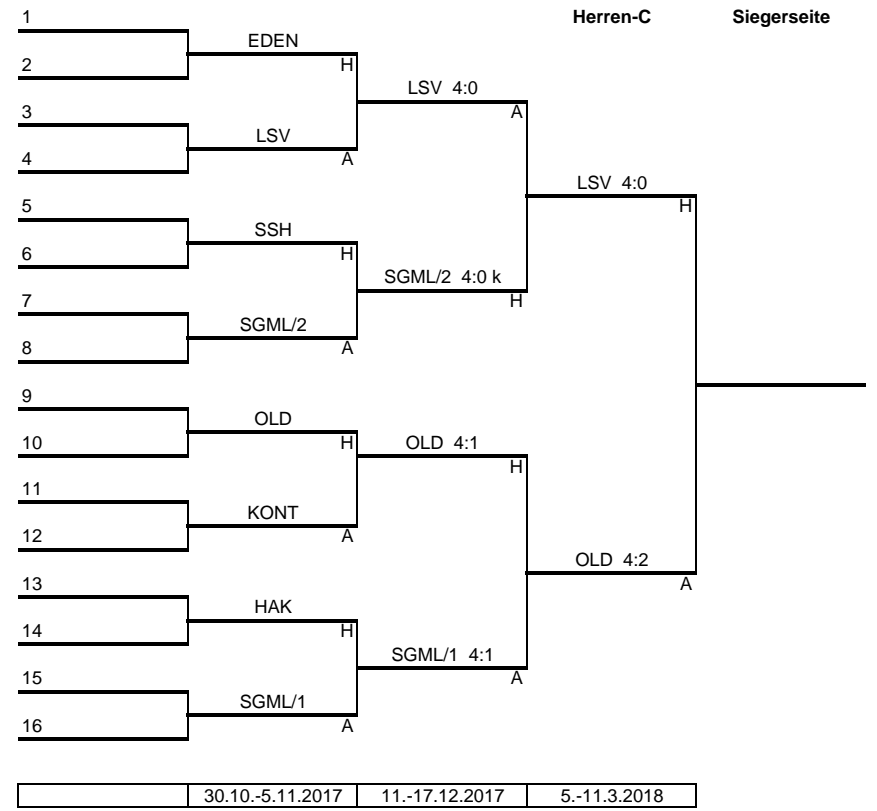 1 Herren-C Siegerseite
EDEN
2 H
LSV 4:0
3 A
LSV
4 A
LSV 4:0
5 H
SSH
6 H
SGML/2 4:0 k
7 H
SGML/2
8 A
9
OLD
10 H OLD 4:1
H
11
KONT
12 A
OLD 4:2
13 A
HAK
14 H
SGML/1 4:1
15 A
SGML/1
16 A
30.10.-5.11.2017 11.-17.12.2017 5.-11.3.2018